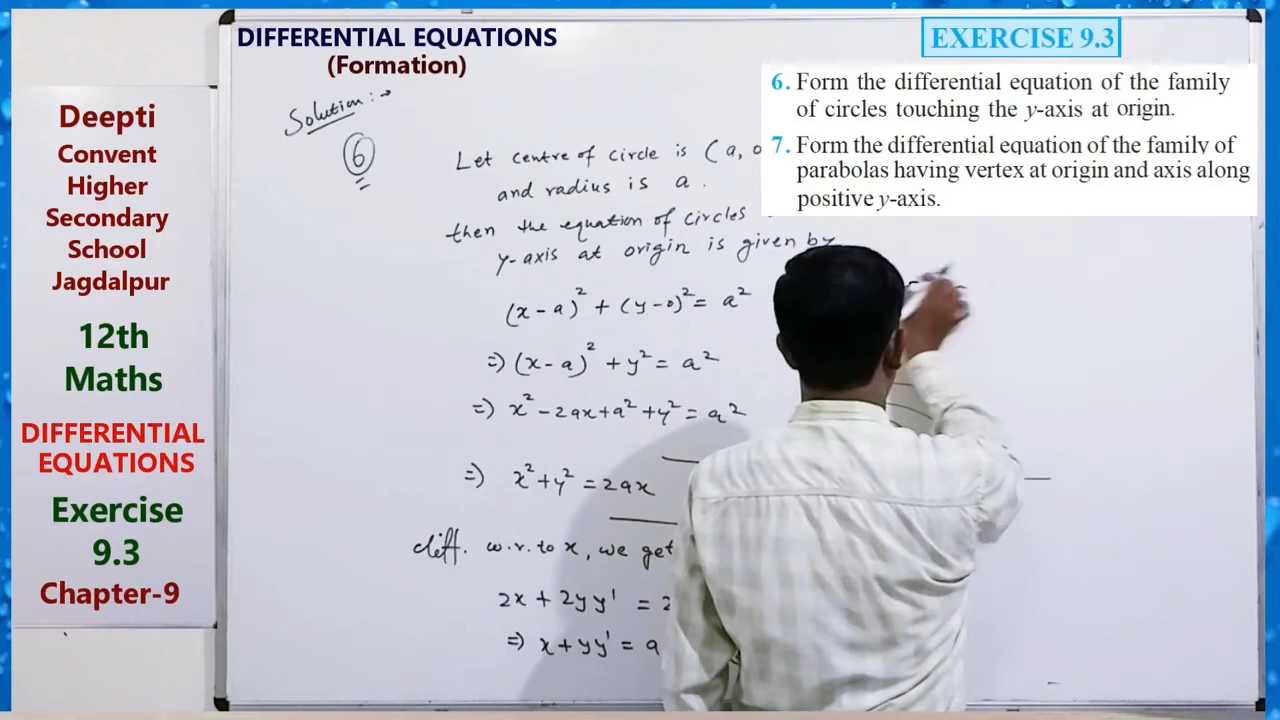 DIFFERENTIAL EQUATIONS
(Formation)
EXERCISE 9.3
6. Form the differential equation of the family
of circles touching the y-axis at origin.
7. Form the differential equation of the family of
parabolas having vertex at origin and axis along
positive y-axis.
Deepti
Convent
Higher
Secondary
School
Jagdalpur
12th
Maths
DIFFERENTIAL
EQUATIONS
Exercise
9.3
Chapter-9
Solution:→
6
Let centre of circle is (a,
and radius is a.
then the equation of circles
y-axis at origin is given by
(x-a)² + (y-0)² = a²
⇒ (x-a)² + y² = a²
⇒ x² - 2ax + a² + y² = a²
⇒ x² + y² = 2ax
diff. w.r.to x, we get
2x + 2yy' = 2
⇒ x + yy' = a